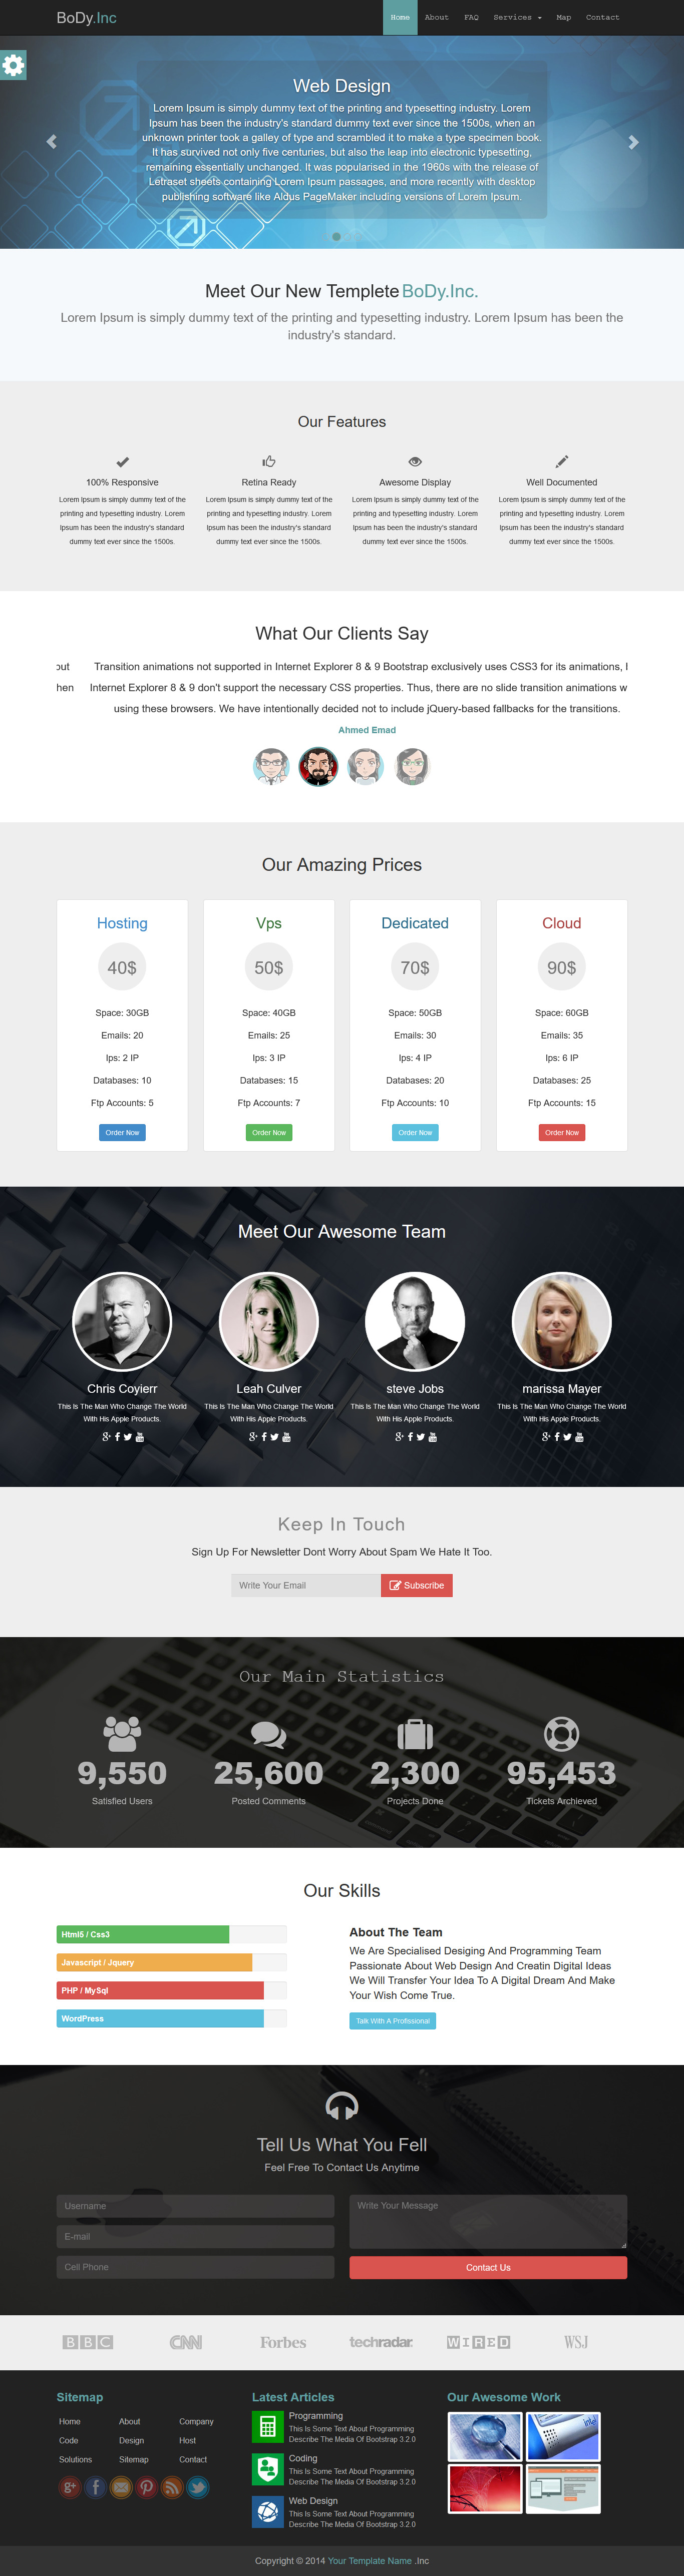 BoDy.Inc
Home About FAQ Services Map Contact
Web Design
Lorem Ipsum is simply dummy text of the printing and typesetting industry. Lorem
Ipsum has been the industry's standard dummy text ever since the 1500s, when an
unknown printer took a galley of type and scrambled it to make a type specimen book.
It has survived not only five centuries, but also the leap into electronic typesetting,
remaining essentially unchanged. It was popularised in the 1960s with the release of
Letraset sheets containing Lorem Ipsum passages, and more recently with desktop
publishing software like Aldus PageMaker including versions of Lorem Ipsum.
Meet Our New Templete BoDy.Inc.
Lorem Ipsum is simply dummy text of the printing and typesetting industry. Lorem Ipsum has been the
industry's standard.
Our Features
100% Responsive
Lorem Ipsum is simply dummy text of the
printing and typesetting industry. Lorem
Ipsum has been the industry's standard
dummy text ever since the 1500s.
Retina Ready
Lorem Ipsum is simply dummy text of the
printing and typesetting industry. Lorem
Ipsum has been the industry's standard
dummy text ever since the 1500s.
Awesome Display
Lorem Ipsum is simply dummy text of the
printing and typesetting industry. Lorem
Ipsum has been the industry's standard
dummy text ever since the 1500s.
Well Documented
Lorem Ipsum is simply dummy text of the
printing and typesetting industry. Lorem
Ipsum has been the industry's standard
dummy text ever since the 1500s.
What Our Clients Say
Transition animations not supported in Internet Explorer 8 & 9 Bootstrap exclusively uses CSS3 for its animations,
hen Internet Explorer 8 & 9 don't support the necessary CSS properties. Thus, there are no slide transition animations w
using these browsers. We have intentionally decided not to include jQuery-based fallbacks for the transitions.
Ahmed Emad
Our Amazing Prices
Hosting
40$
Space: 30GB
Emails: 20
Ips: 2 IP
Databases: 10
Ftp Accounts: 5
Order Now
Vps
50$
Space: 40GB
Emails: 25
Ips: 3 IP
Databases: 15
Ftp Accounts: 7
Order Now
Dedicated
70$
Space: 50GB
Emails: 30
Ips: 4 IP
Databases: 20
Ftp Accounts: 10
Order Now
Cloud
90$
Space: 60GB
Emails: 35
Ips: 6 IP
Databases: 25
Ftp Accounts: 15
Order Now
Meet Our Awesome Team
Chris Coyierr
This Is The Man Who Change The World
With His Apple Products.
Leah Culver
This Is The Man Who Change The World
With His Apple Products.
steve Jobs
This Is The Man Who Change The World
With His Apple Products.
marissa Mayer
This Is The Man Who Change The World
With His Apple Products.
Keep In Touch
Sign Up For Newsletter Dont Worry About Spam We Hate It Too.
Write Your Email
Subscribe
Our Main Statistics
9,550
Satisfied Users
25,600
Posted Comments
2,300
Projects Done
95,453
Tickets Archieved
Our Skills
Html5 / Css3
Javascript / Jquery
PHP / MySql
WordPress
About The Team
We Are Specialised Desiging And Programming Team
Passionate About Web Design And Creatin Digital Ideas
We Will Transfer Your Idea To A Digital Dream And Make
Your Wish Come True.
Talk With A Profissional
Tell Us What You Fell
Feel Free To Contact Us Anytime
Username
E-mail
Cell Phone
Write Your Message
Contact Us
BBC CNN Forbes techradar. WIRED WSJ
Sitemap
Home About Company
Code Design Host
Solutions Sitemap Contact
Latest Articles
Programming
This Is Some Text About Programming
Describe The Media Of Bootstrap 3.2.0
Coding
This Is Some Text About Programming
Describe The Media Of Bootstrap 3.2.0
Web Design
This Is Some Text About Programming
Describe The Media Of Bootstrap 3.2.0
Our Awesome Work
intel
Copyright © 2014 Your Template Name .Inc